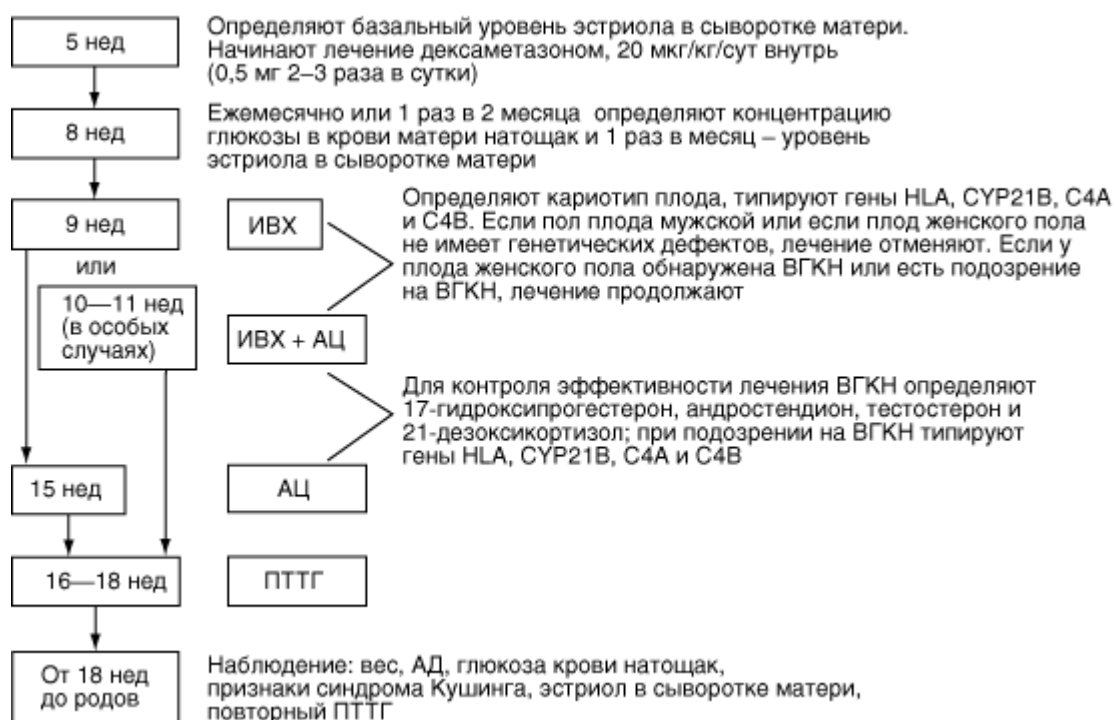 5 нед
Определяют базальный уровень эстриола в сыворотке матери.
Начинают лечение дексаметазоном, 20 мкг/кг/сут внутрь
(0,5 мг 2–3 раза в сутки)
8 нед
Ежемесячно или 1 раз в 2 месяца определяют концентрацию
глюкозы в крови матери натощак и 1 раз в месяц – уровень
эстриола в сыворотке матери
9 нед
ИВХ
Определяют кариотип плода, типируют гены HLA, CYP21B, C4A
и C4B. Если пол плода мужской или если плод женского пола
не имеет генетических дефектов, лечение отменяют. Если у
плода женского пола обнаружена ВГКН или есть подозрение
на ВГКН, лечение продолжают
или
10—11 нед
(в особых
случаях)
ИВХ + АЦ
Для контроля эффективности лечения ВГКН определяют
17-гидроксипрогестерон, андростендион, тестостерон и
21-дезоксикортизол; при подозрении на ВГКН типируют
гены HLA, CYP21B, C4A и C4B
15 нед
АЦ
16—18 нед
ПТТГ
От 18 нед
до родов
Наблюдение: вес, АД, глюкоза крови натощак,
признаки синдрома Кушинга, эстриол в сыворотке матери,
повторный ПТТГ